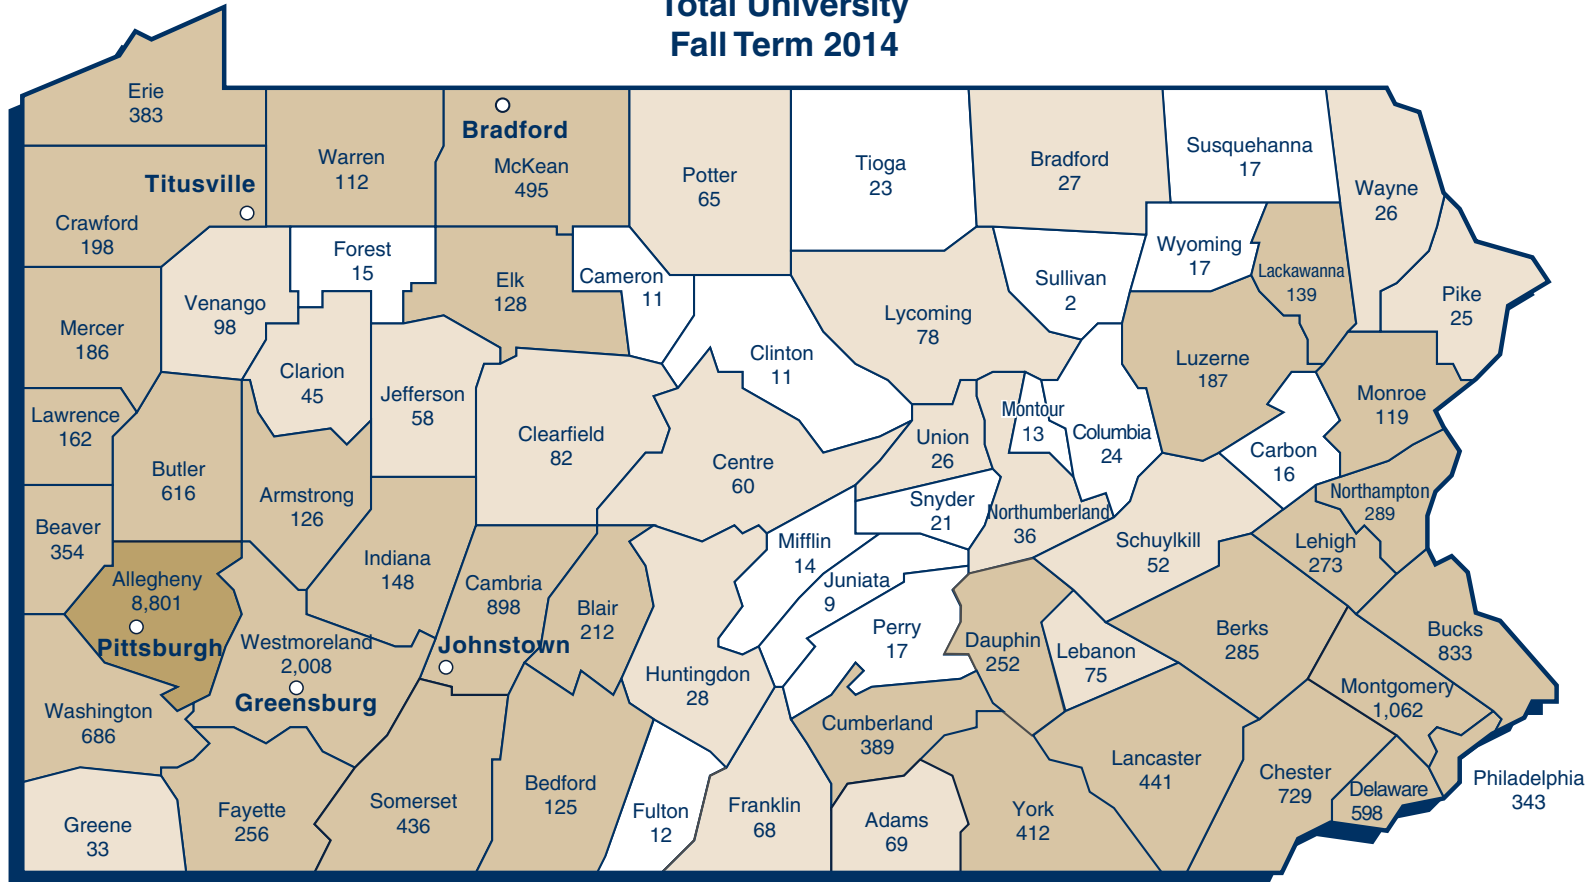 Total University
Fall Term 2014
Erie
383
Bradford
Warren
112
McKean
495
Potter
65
Tioga
23
Bradford
27
Susquehanna
17
Wayne
26
Titusville
Crawford
198
Forest
15
Elk
128
Cameron
11
Sullivan
2
Wyoming
17
Lackawanna
139
Pike
25
Venango
98
Mercer
186
Clarion
45
Jefferson
58
Clinton
11
Lycoming
78
Luzerne
187
Monroe
119
Lawrence
162
Butler
616
Armstrong
126
Clearfield
82
Centre
60
Union
26
Montour
13
Columbia
24
Carbon
16
Northampton
289
Beaver
354
Snyder
21
Northumberland
36
Schuylkill
52
Lehigh
273
Allegheny
8,801
Pittsburgh
Indiana
148
Cambria
898
Blair
212
Mifflin
14
Juniata
9
Perry
17
Dauphin
252
Lebanon
75
Berks
285
Bucks
833
Westmoreland
2,008
Greensburg
Johnstown
Huntingdon
28
Montgomery
1,062
Washington
686
Cumberland
389
Lancaster
441
Chester
729
Delaware
598
Philadelphia
343
Greene
33
Fayette
256
Somerset
436
Bedford
125
Fulton
12
Franklin
68
Adams
69
York
412